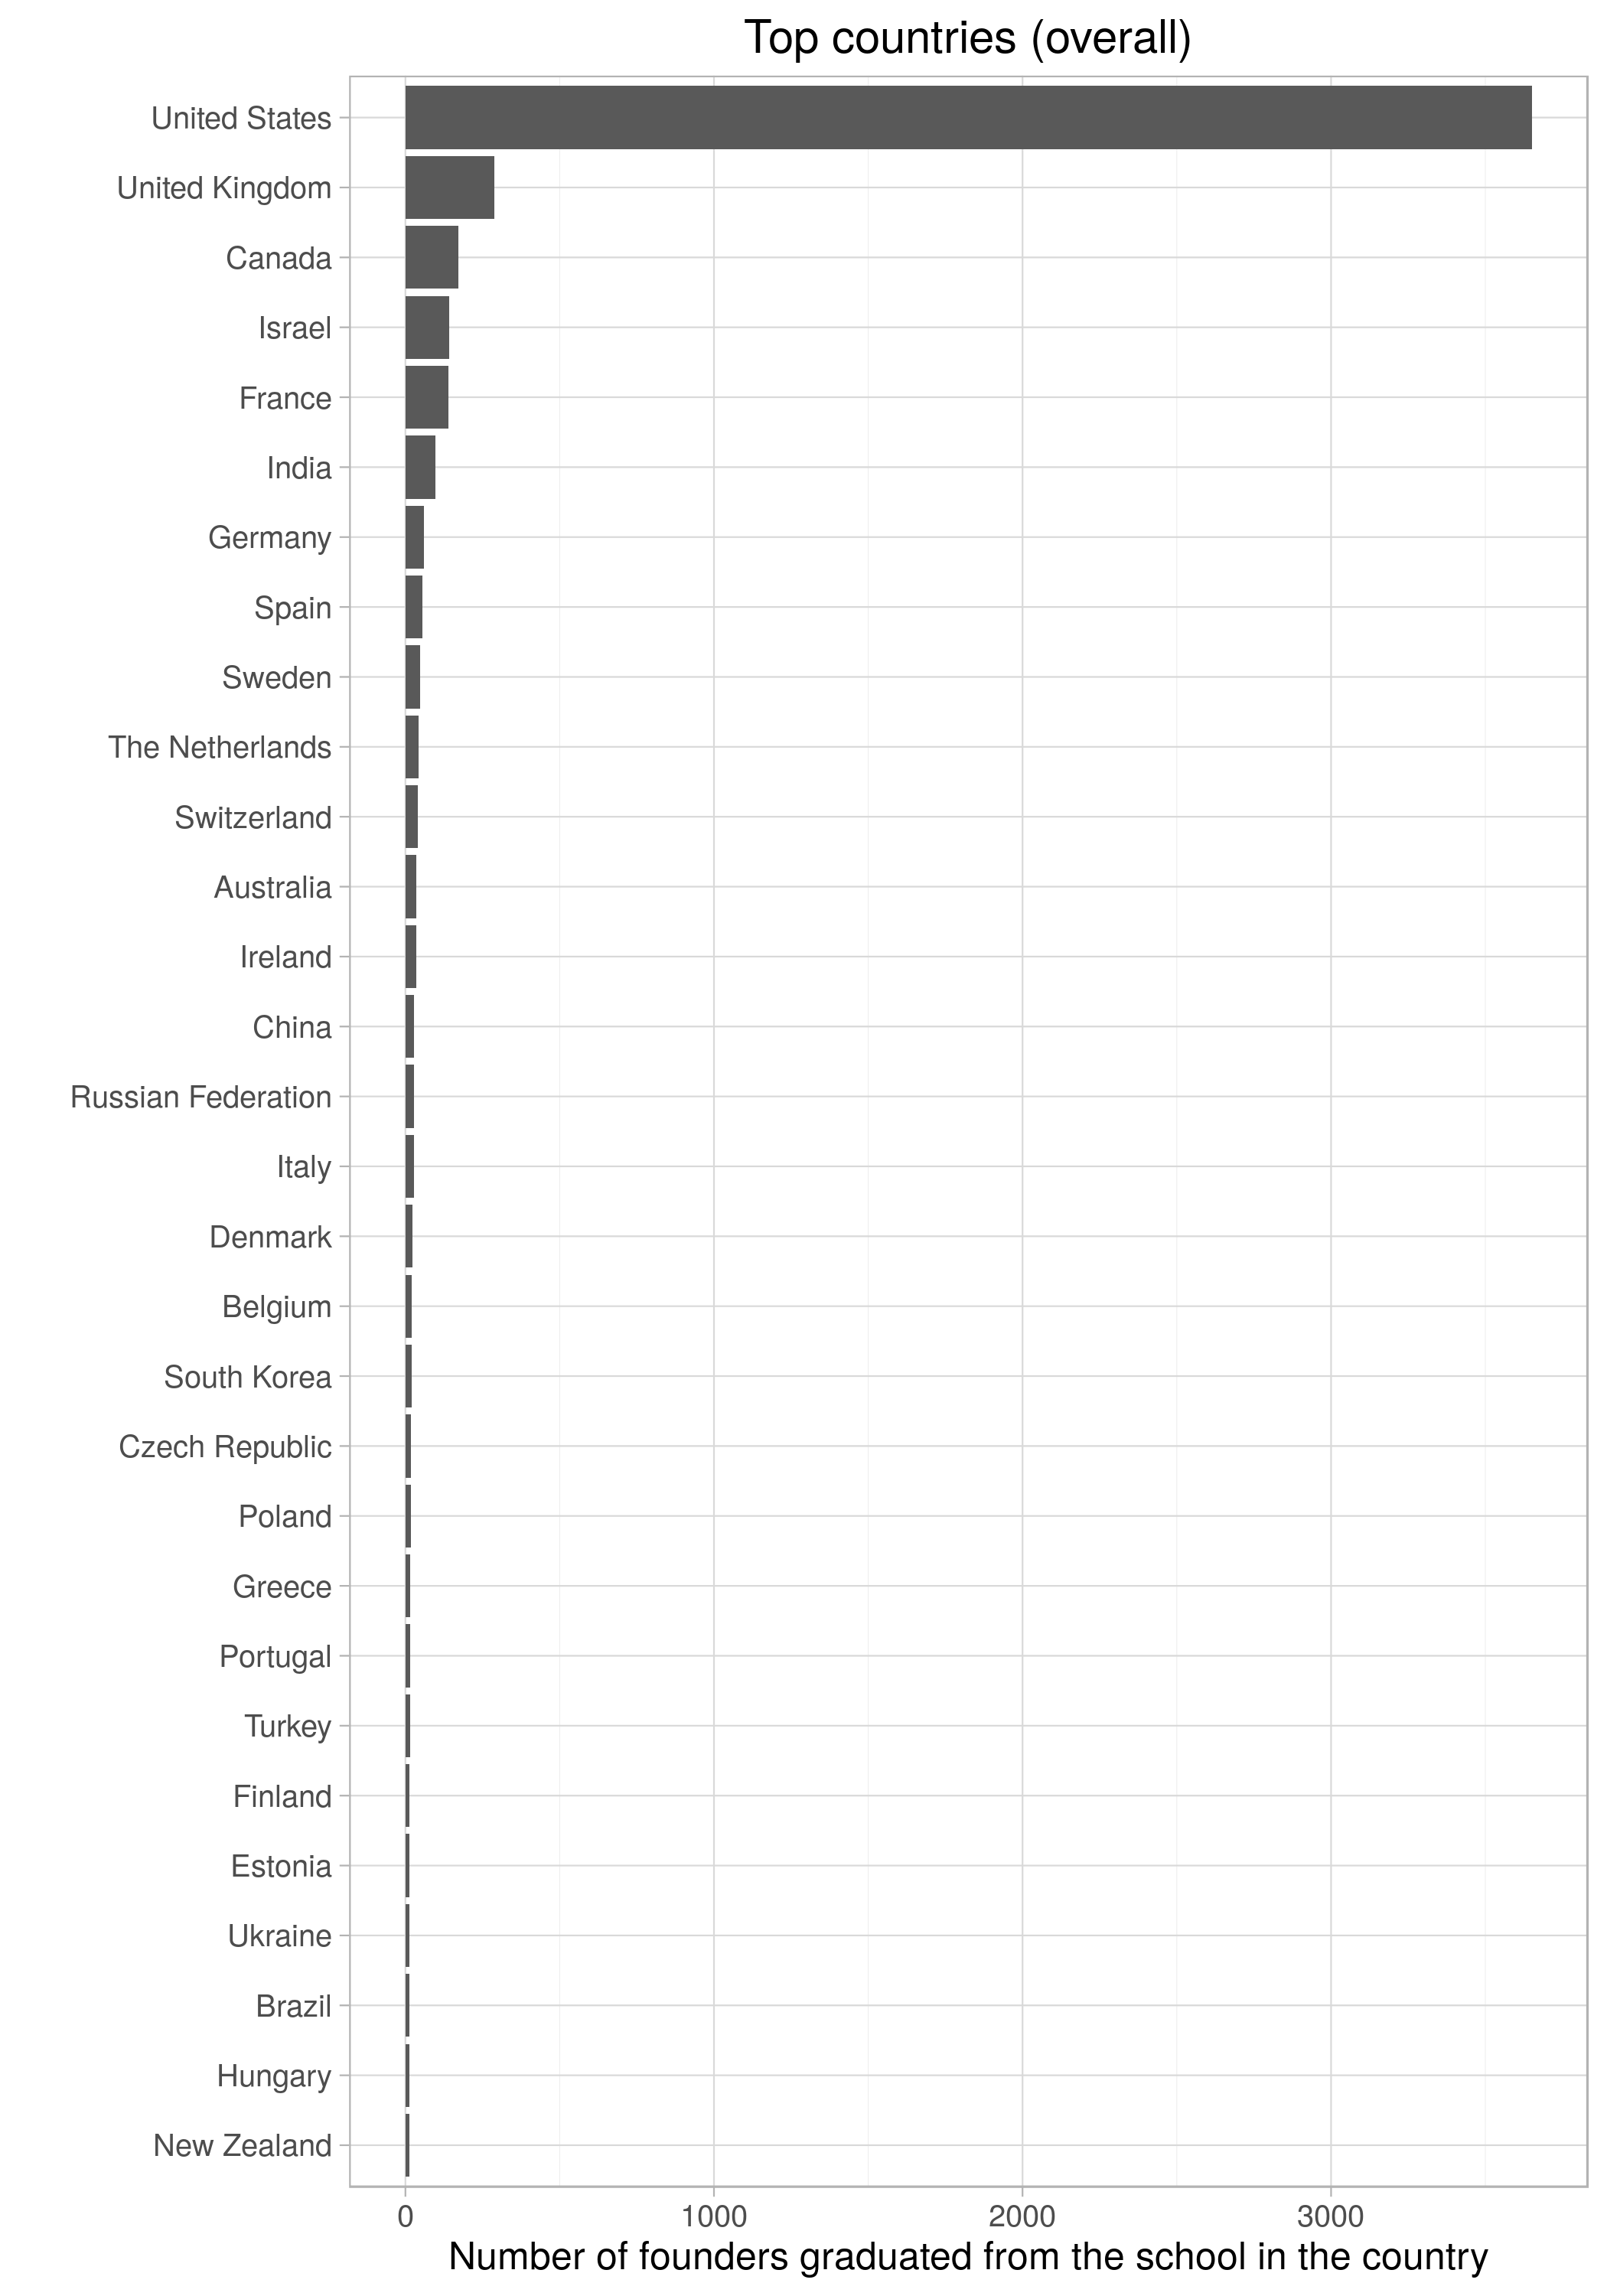 Top countries (overall)
United States
United Kingdom
Canada
Israel
France
India
Germany
Spain
Sweden
The Netherlands
Switzerland
Australia
Ireland
China
Russian Federation
Italy
Denmark
Belgium
South Korea
Czech Republic
Poland
Greece
Portugal
Turkey
Finland
Estonia
Ukraine
Brazil
Hungary
New Zealand
0 1000 2000 3000
Number of founders graduated from the school in the country